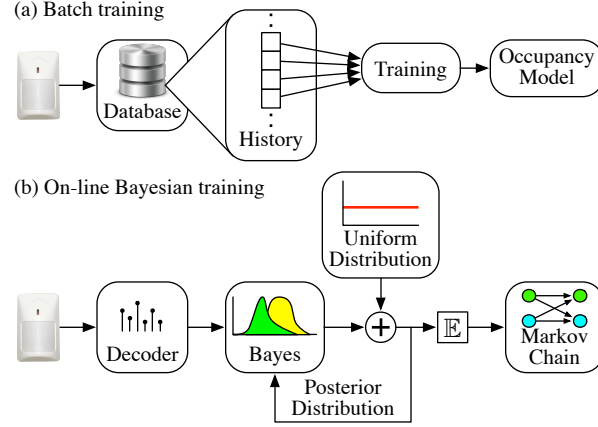 (a) Batch training
Database
History
Training
Occupancy
Model
(b) On-line Bayesian training
Uniform
Distribution
Decoder
Bayes
+
𝔼
Markov
Chain
Posterior
Distribution